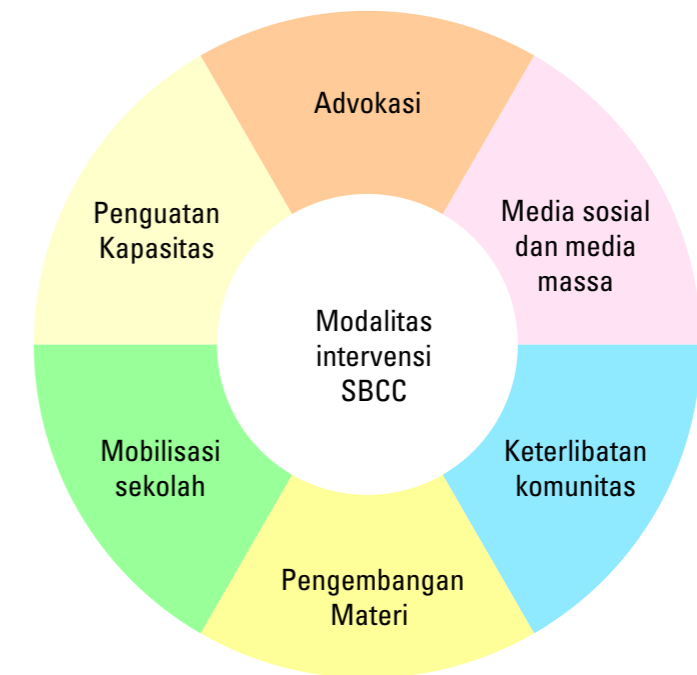 Advokasi
Media sosial
dan media
massa
Keterlibatan
komunitas
Pengembangan
Materi
Mobilisasi
sekolah
Penguatan
Kapasitas
Modalitas
intervensi
SBCC